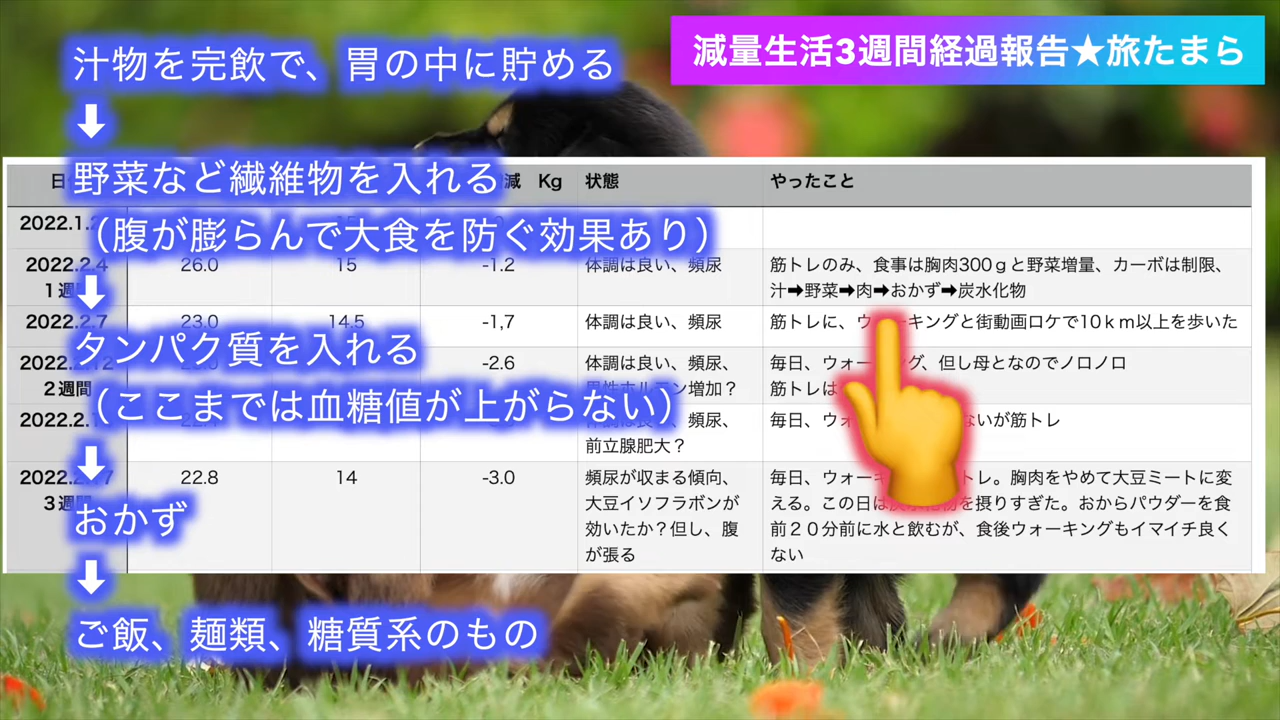 減量生活3週間経過報告★旅たまら
汁物を完飲で、胃の中に貯める
⬇
野菜など繊維物を入れる
（腹が膨らんで大食を防ぐ効果あり）
⬇
タンパク質を入れる
（ここまでは血糖値が上がらない）
⬇
おかず
⬇
ご飯、麺類、糖質系のもの
減 Kg 状態 やったこと
2022.1.2
2022.2.4 26.0 15 -1.2 体調は良い、頻尿 筋トレのみ、食事は胸肉300ｇと野菜増量、カーボは制限、
1週 汁➡野菜➡肉➡おかず➡炭水化物
2022.2.7 23.0 14.5 -1,7 体調は良い、頻尿 筋トレに、ウォーキングと街動画ロケで10ｋｍ以上を歩いた
-2.6 体調は良い、頻尿、 毎日、ウォーキング、但し母となのでノロノロ
2週間 男性ホルモン増加？ 筋トレは
2022.2. 体調は良い、頻尿、 毎日、ウォ ないが筋トレ
前立腺肥大？
22.8 14 -3.0 頻尿が収まる傾向、 毎日、ウォーキ トレ。胸肉をやめて大豆ミートに変
3週間 大豆イソフラボンが える。この日は炭水化物を摂りすぎた。おからパウダーを食
効いたか？但し、腹 前２０分前に水と飲むが、食後ウォーキングもイマイチ良く
が張る ない